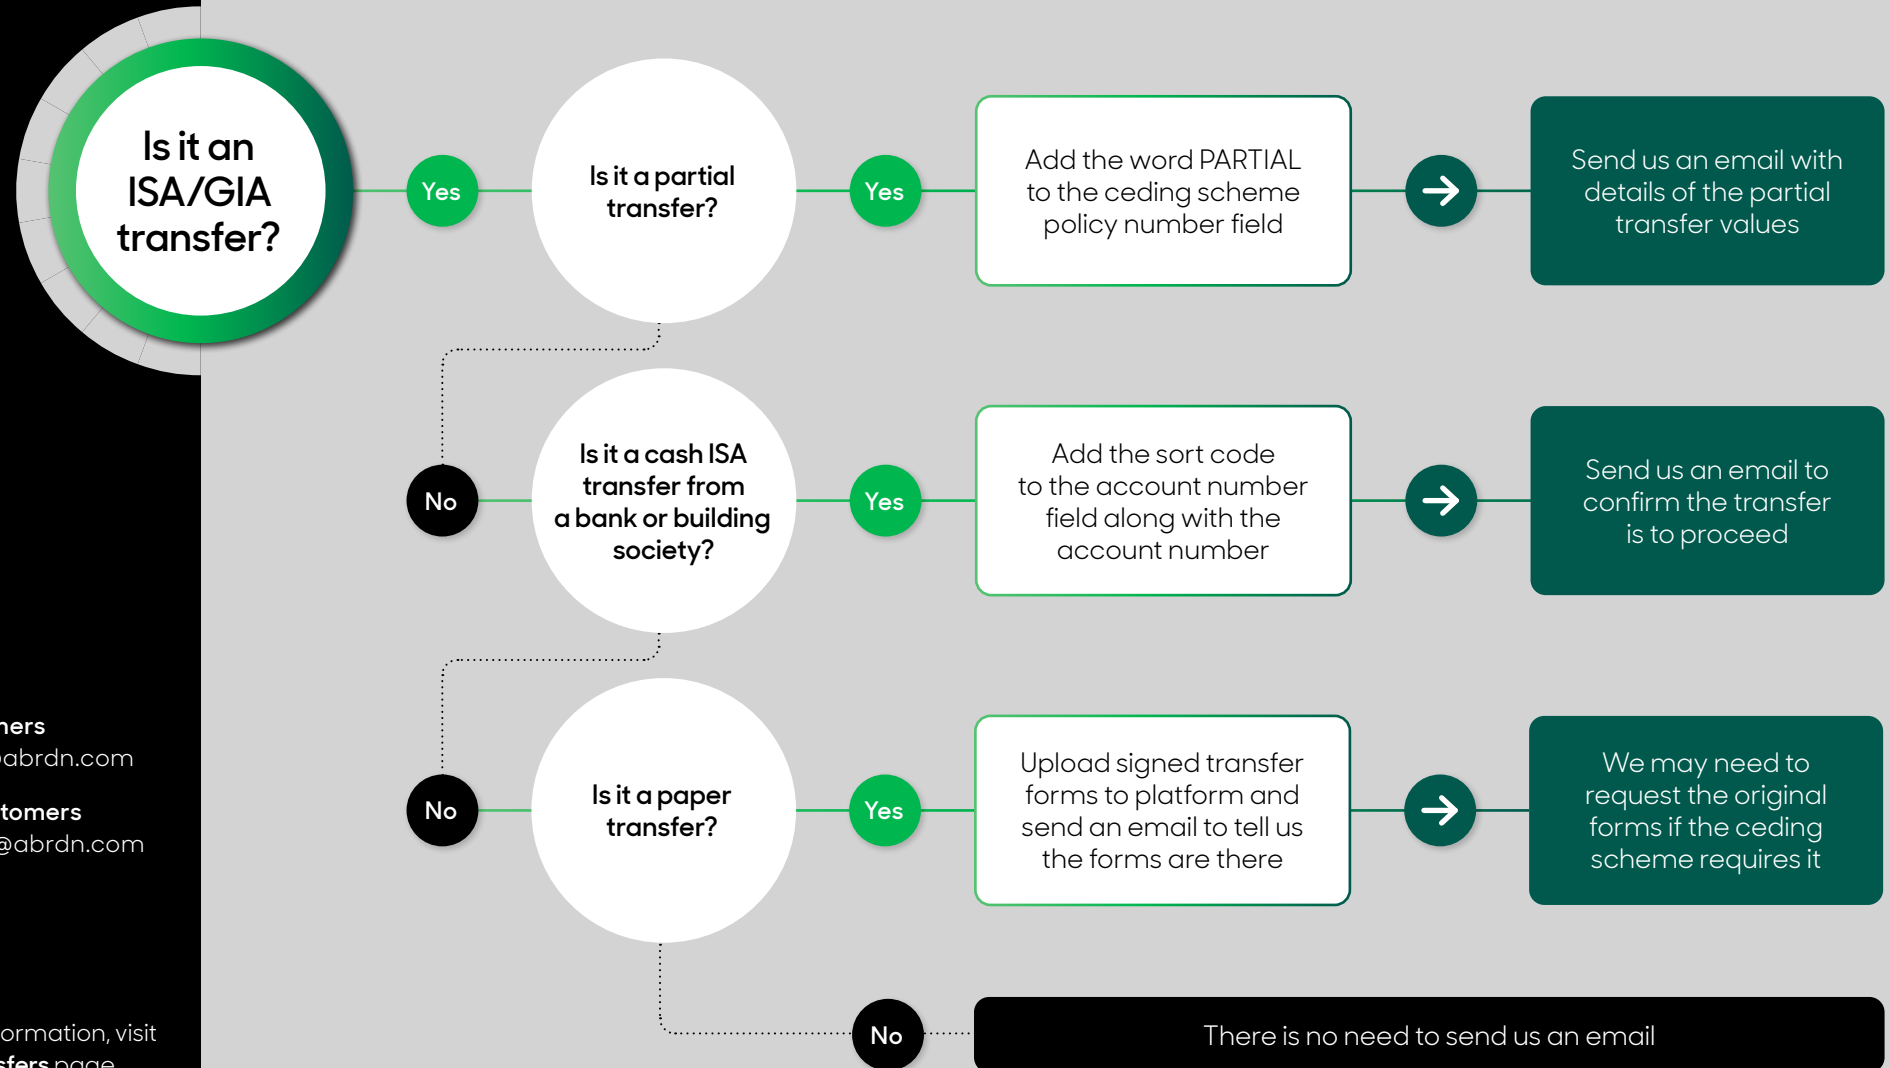 Is it an
ISA/GIA
transfer?
Yes
Is it a partial
transfer?
Yes
Add the word PARTIAL
to the ceding scheme
policy number field
Send us an email with
details of the partial
transfer values
No
Is it a cash ISA
transfer from
a bank or building
society?
Yes
Add the sort code
to the account number
field along with the
account number
Send us an email to
confirm the transfer
is to proceed
No
Is it a paper
transfer?
Yes
Upload signed transfer
forms to platform and
send an email to tell us
the forms are there
We may need to
request the original
forms if the ceding
scheme requires it
No
There is no need to send us an email
ners
abrdn.com
tomers
@abrdn.com
ormation, visit
sfers page